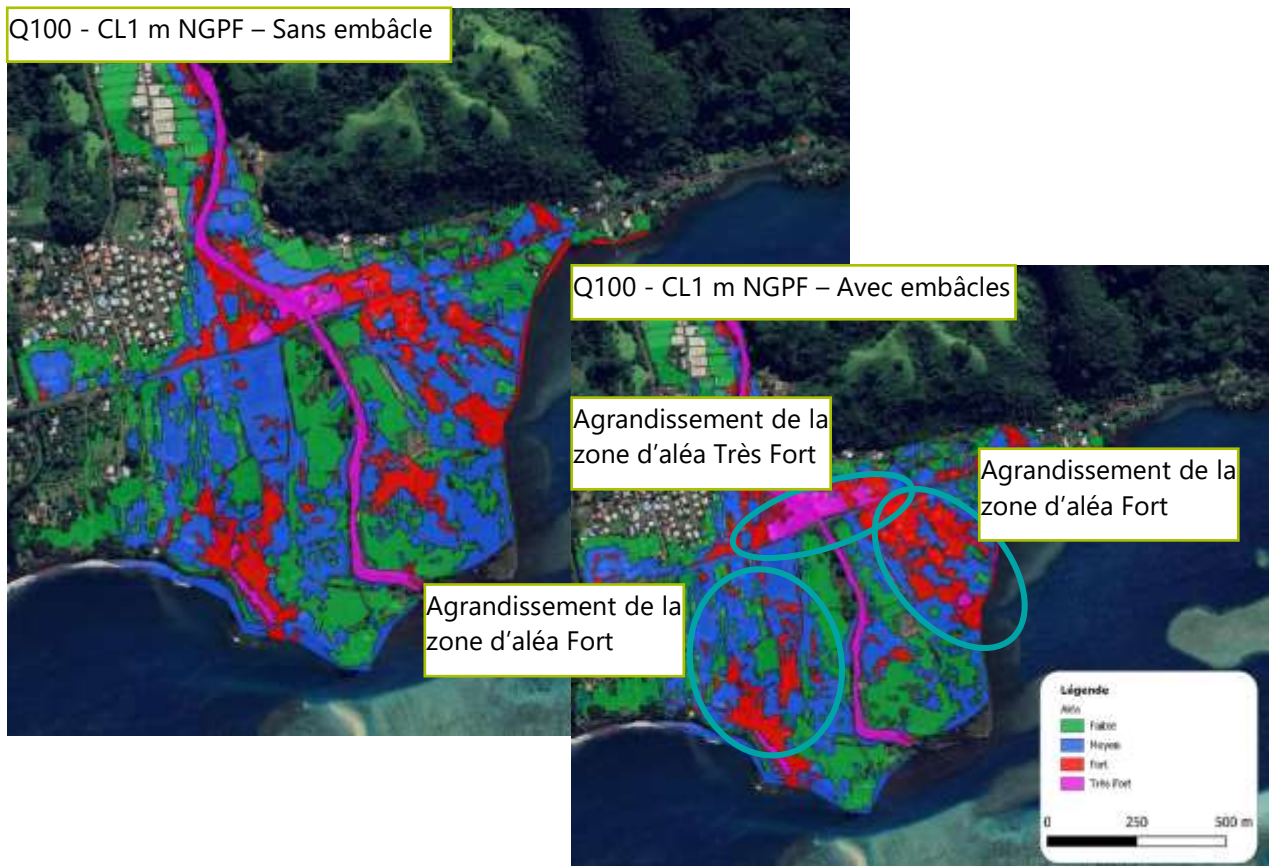 Q100 - CL1 m NGPF – Sans embâcle
Q100 - CL1 m NGPF – Avec embâcles
Agrandissement de la
zone d'aléa Très Fort
Agrandissement de la
zone d'aléa Fort
Agrandissement de la
zone d'aléa Fort
Légende
Aléa
Faible
Moyen
Fort
Très Fort
0 250 500 m